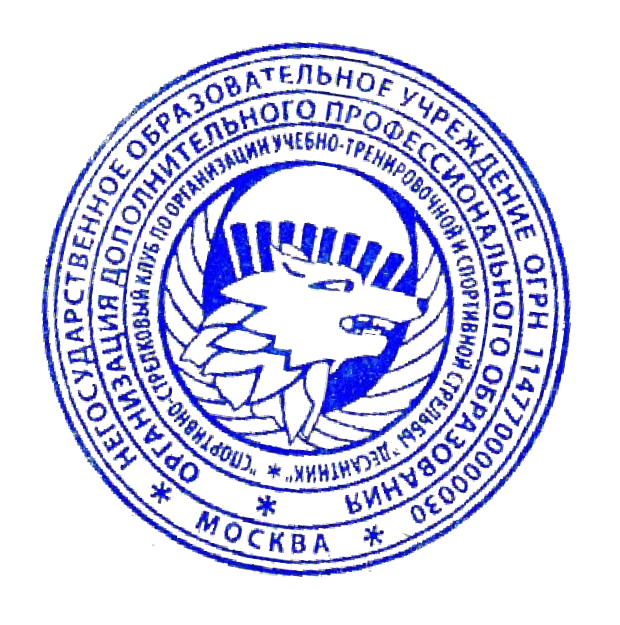 НЕГОСУДАРСТВЕННОЕ ОБРАЗОВАТЕЛЬНОЕ УЧРЕЖДЕНИЕ ОГРН 1147700000030
* МОСКВА *
ОРГАНИЗАЦИЯ ДОПОЛНИТЕЛЬНОГО ПРОФЕССИОНАЛЬНОГО ОБРАЗОВАНИЯ *
"СПОРТИВНО-СТРЕЛКОВЫЙ КЛУБ ПО ОРГАНИЗАЦИИ УЧЕБНО-ТРЕНИРОВОЧНОЙ И СПОРТИВНОЙ СТРЕЛЬБЫ "ДЕСАНТНИК" *